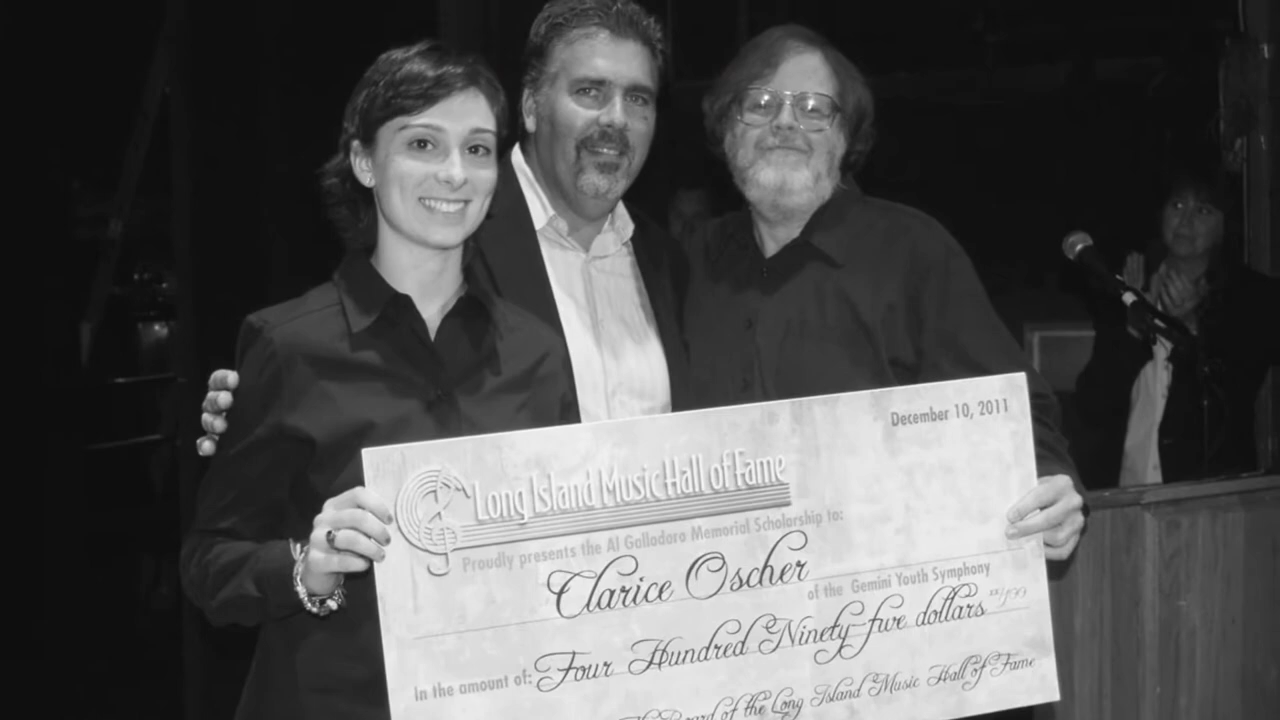 December 10, 2011
Long Island Music Hall of Fame
Proudly presents the Al Gallodoro Memorial Scholarship to:
Clarice Oscher
of the Gemini Youth Symphony
In the amount of: Four Hundred Ninety-five dollars
Board of the Long Island Music Hall of Fame